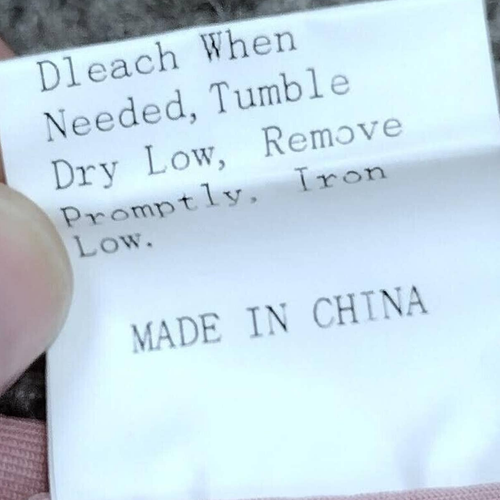 Dleach When
Needed, Tumble
Dry Low, Remove
Promptly, Iron
Low.
MADE IN CHINA